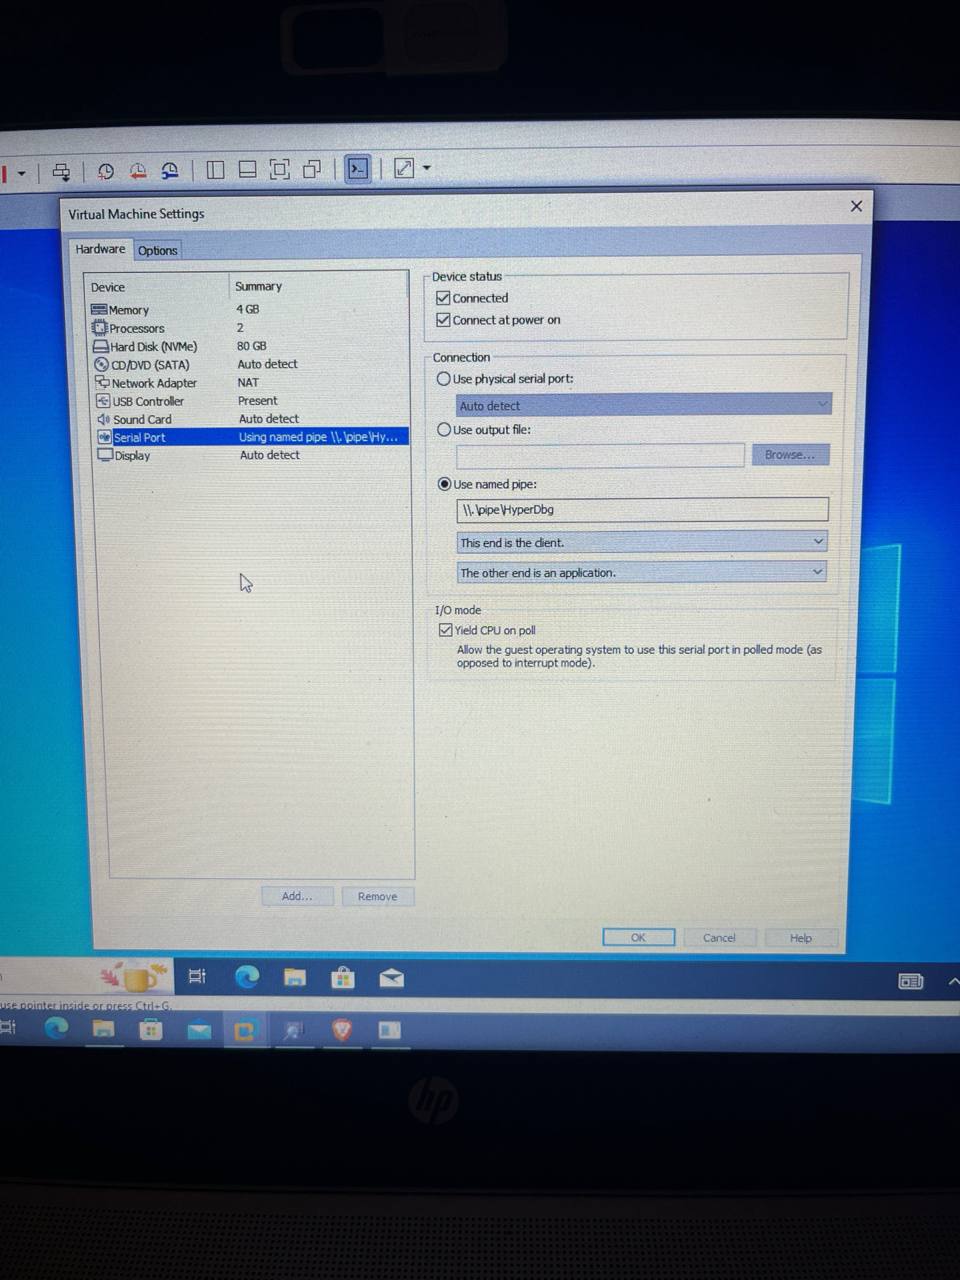 Virtual Machine Settings
Hardware
Options
Device Summary
Memory 4 GB
Processors 2
Hard Disk (NVMe) 80 GB
CD/DVD (SATA) Auto detect
Network Adapter NAT
USB Controller Present
Sound Card Auto detect
Serial Port Using named pipe \\.\pipe\Hy...
Display Auto detect
Add...
Remove
Device status
Connected
Connect at power on
Connection
Use physical serial port:
Auto detect
Use output file:
Browse...
Use named pipe:
\\.\pipe\HyperDbg
This end is the client.
The other end is an application.
I/O mode
Yield CPU on poll
Allow the guest operating system to use this serial port in polled mode (as
opposed to interrupt mode).
OK
Cancel
Help
use pointer inside or press Ctrl+G.
hp